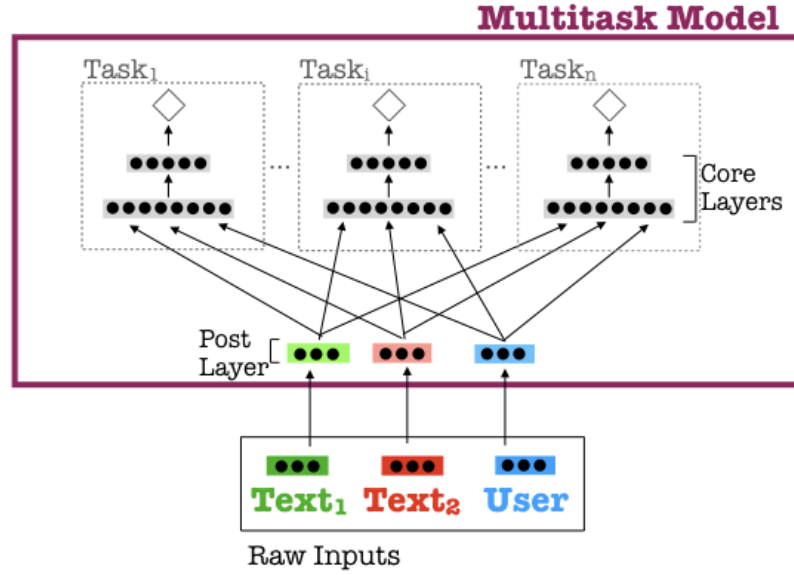 Multitask Model
Task₁
Taskᵢ
Taskₙ
...
...
Core
Layers
Post
Layer
Text₁
Text₂
User
Raw Inputs